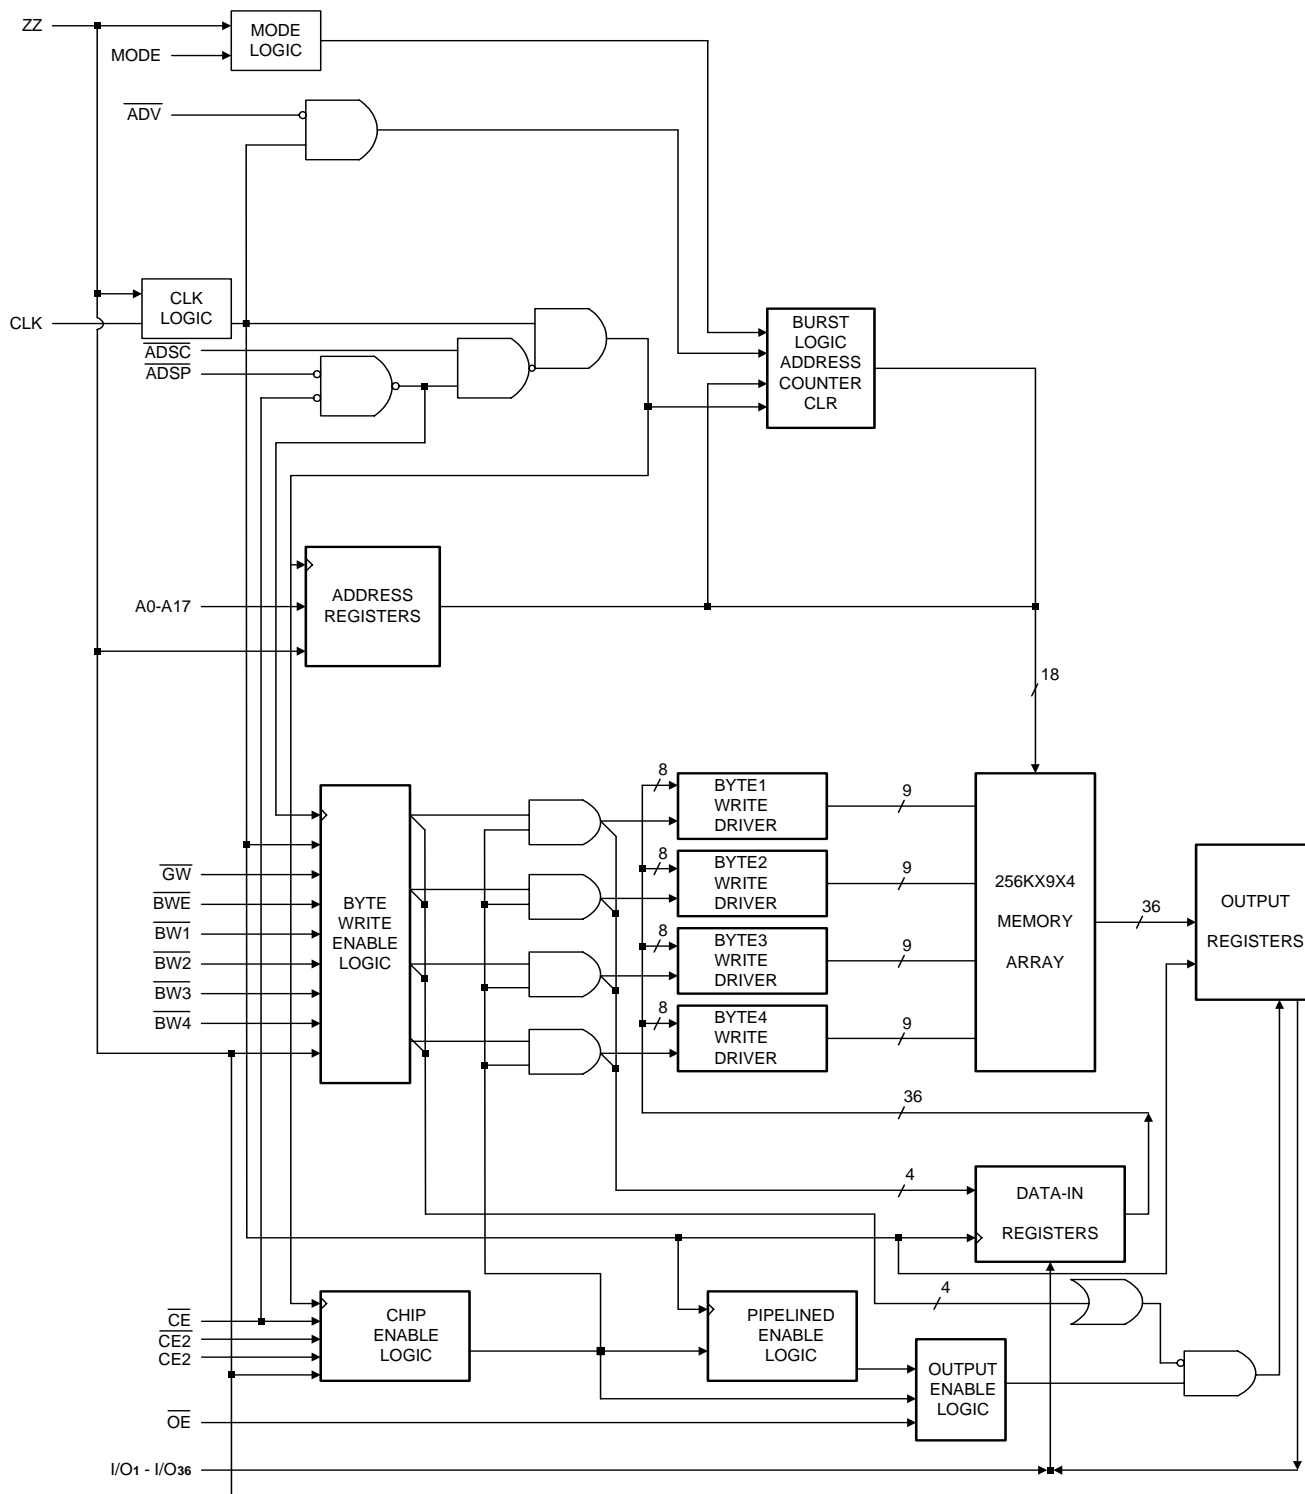 ZZ
MODE
LOGIC
MODE
ADV
CLK
LOGIC
CLK
ADSC
ADSP
BURST
LOGIC
ADDRESS
COUNTER
CLR
ADDRESS
REGISTERS
A0-A17
18
8
BYTE1
WRITE
DRIVER
9
8
BYTE2
WRITE
DRIVER
9
8
BYTE3
WRITE
DRIVER
9
8
BYTE4
WRITE
DRIVER
9
GW
BWE
BW1
BW2
BW3
BW4
BYTE
WRITE
ENABLE
LOGIC
256KX9X4
MEMORY
ARRAY
36
OUTPUT
REGISTERS
36
4
DATA-IN
REGISTERS
4
CE
CE2
CE2
CHIP
ENABLE
LOGIC
PIPELINED
ENABLE
LOGIC
OUTPUT
ENABLE
LOGIC
OE
I/O1 - I/O36